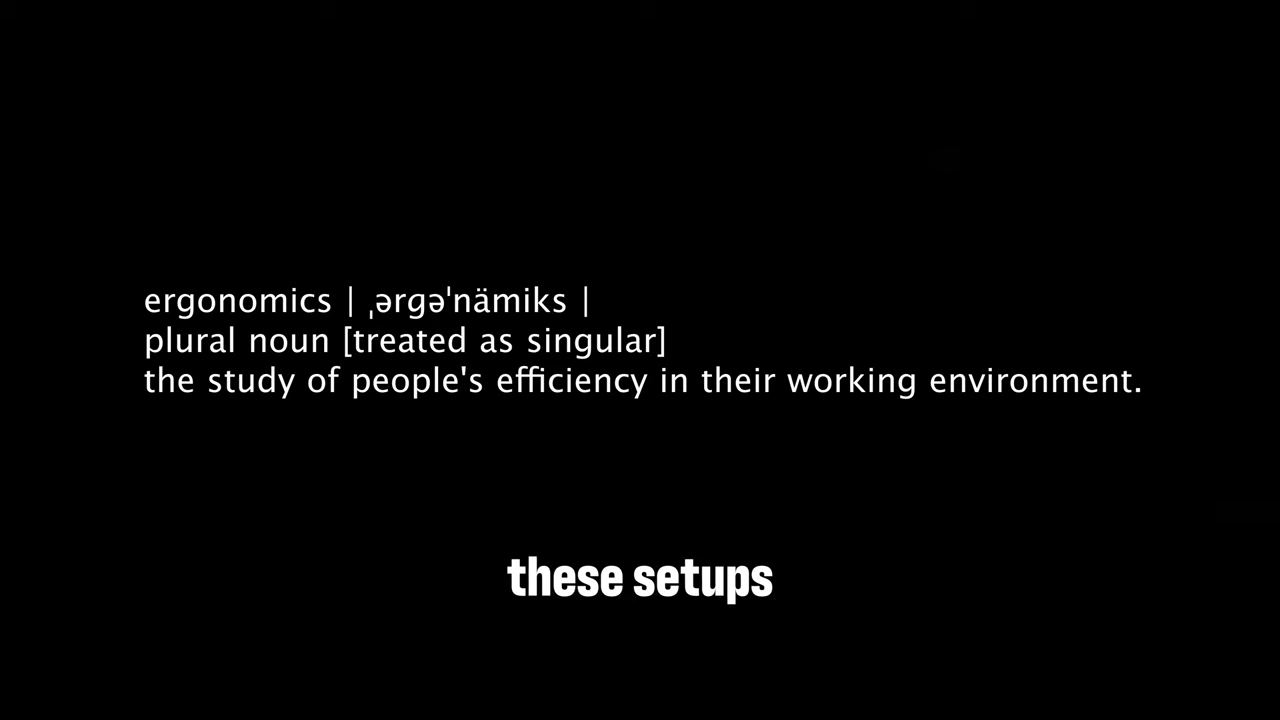 ergonomics | ˌərɡəˈnämiks |
plural noun [treated as singular]
the study of people's efficiency in their working environment.
these setups